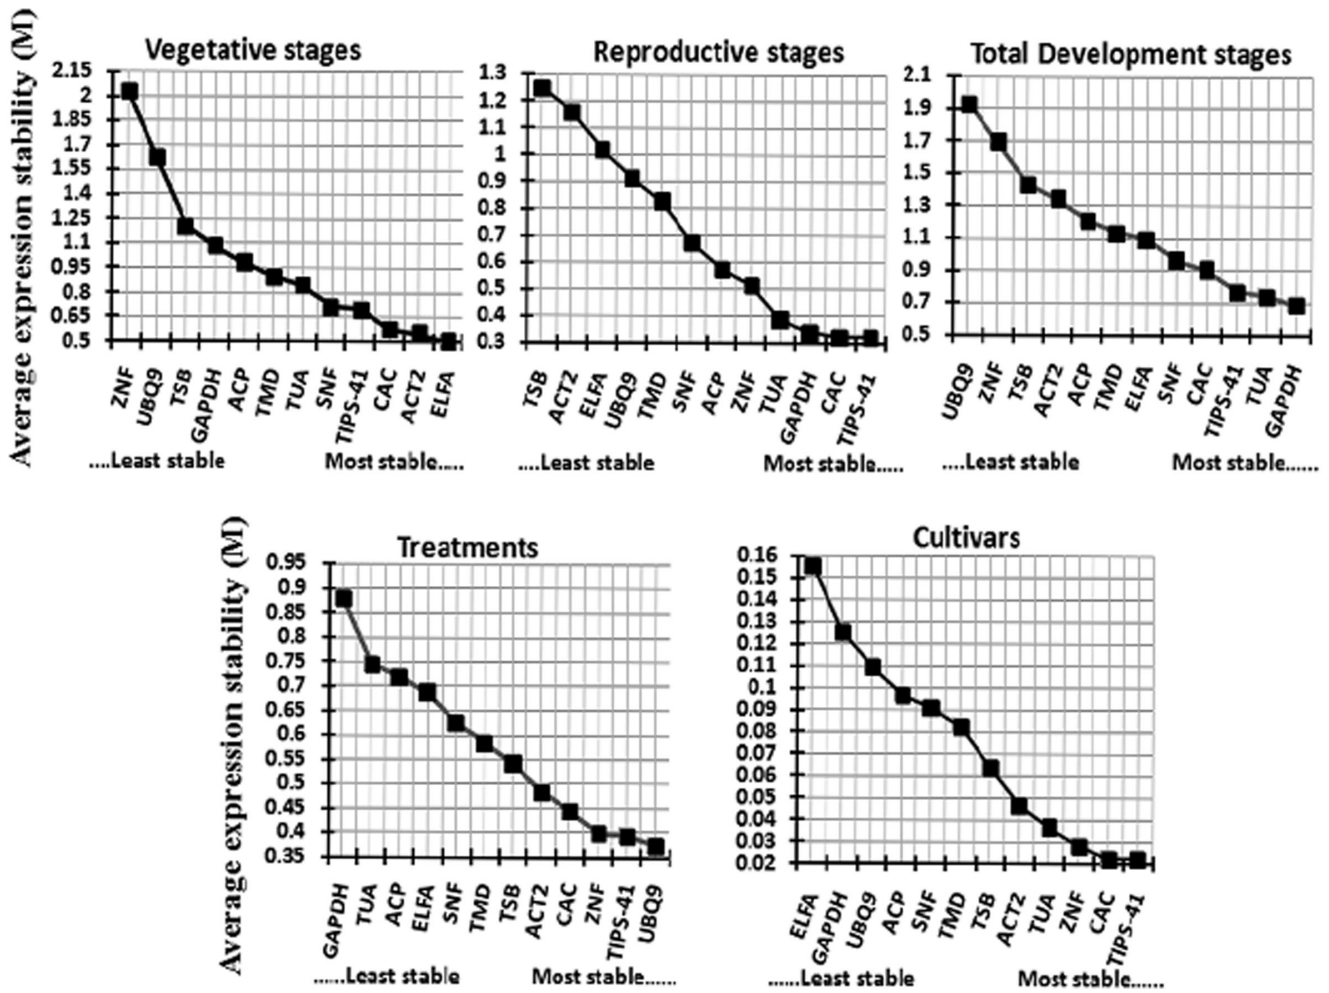 Average expression stability (M)
Vegetative stages
2.15
2
1.85
1.7
1.55
1.4
1.25
1.1
0.95
0.8
0.65
0.5
ZNF
UBQ9
TSB
GAPDH
ACP
TMD
TUA
SNF
TIPS-41
CAC
ACT2
ELFA
....Least stable
Most stable.....
Reproductive stages
1.3
1.2
1.1
1
0.9
0.8
0.7
0.6
0.5
0.4
0.3
TSB
ACT2
ELFA
UBQ9
TMD
SNF
ACP
ZNF
TUA
GAPDH
CAC
TIPS-41
....Least stable
Most stable.....
Total Development stages
2.1
1.9
1.7
1.5
1.3
1.1
0.9
0.7
0.5
UBQ9
ZNF
TSB
ACT2
ACP
TMD
ELFA
SNF
CAC
TIPS-41
TUA
GAPDH
....Least stable
Most stable......
Average expression stability (M)
Treatments
0.95
0.9
0.85
0.8
0.75
0.7
0.65
0.6
0.55
0.5
0.45
0.4
0.35
GAPDH
TUA
ACP
ELFA
SNF
TMD
TSB
ACT2
CAC
ZNF
TIPS-41
UBQ9
......Least stable
Most stable......
Cultivars
0.16
0.15
0.14
0.13
0.12
0.11
0.1
0.09
0.08
0.07
0.06
0.05
0.04
0.03
0.02
ELFA
GAPDH
UBQ9
ACP
SNF
TMD
TSB
ACT2
TUA
ZNF
CAC
TIPS-41
......Least stable
Most stable......